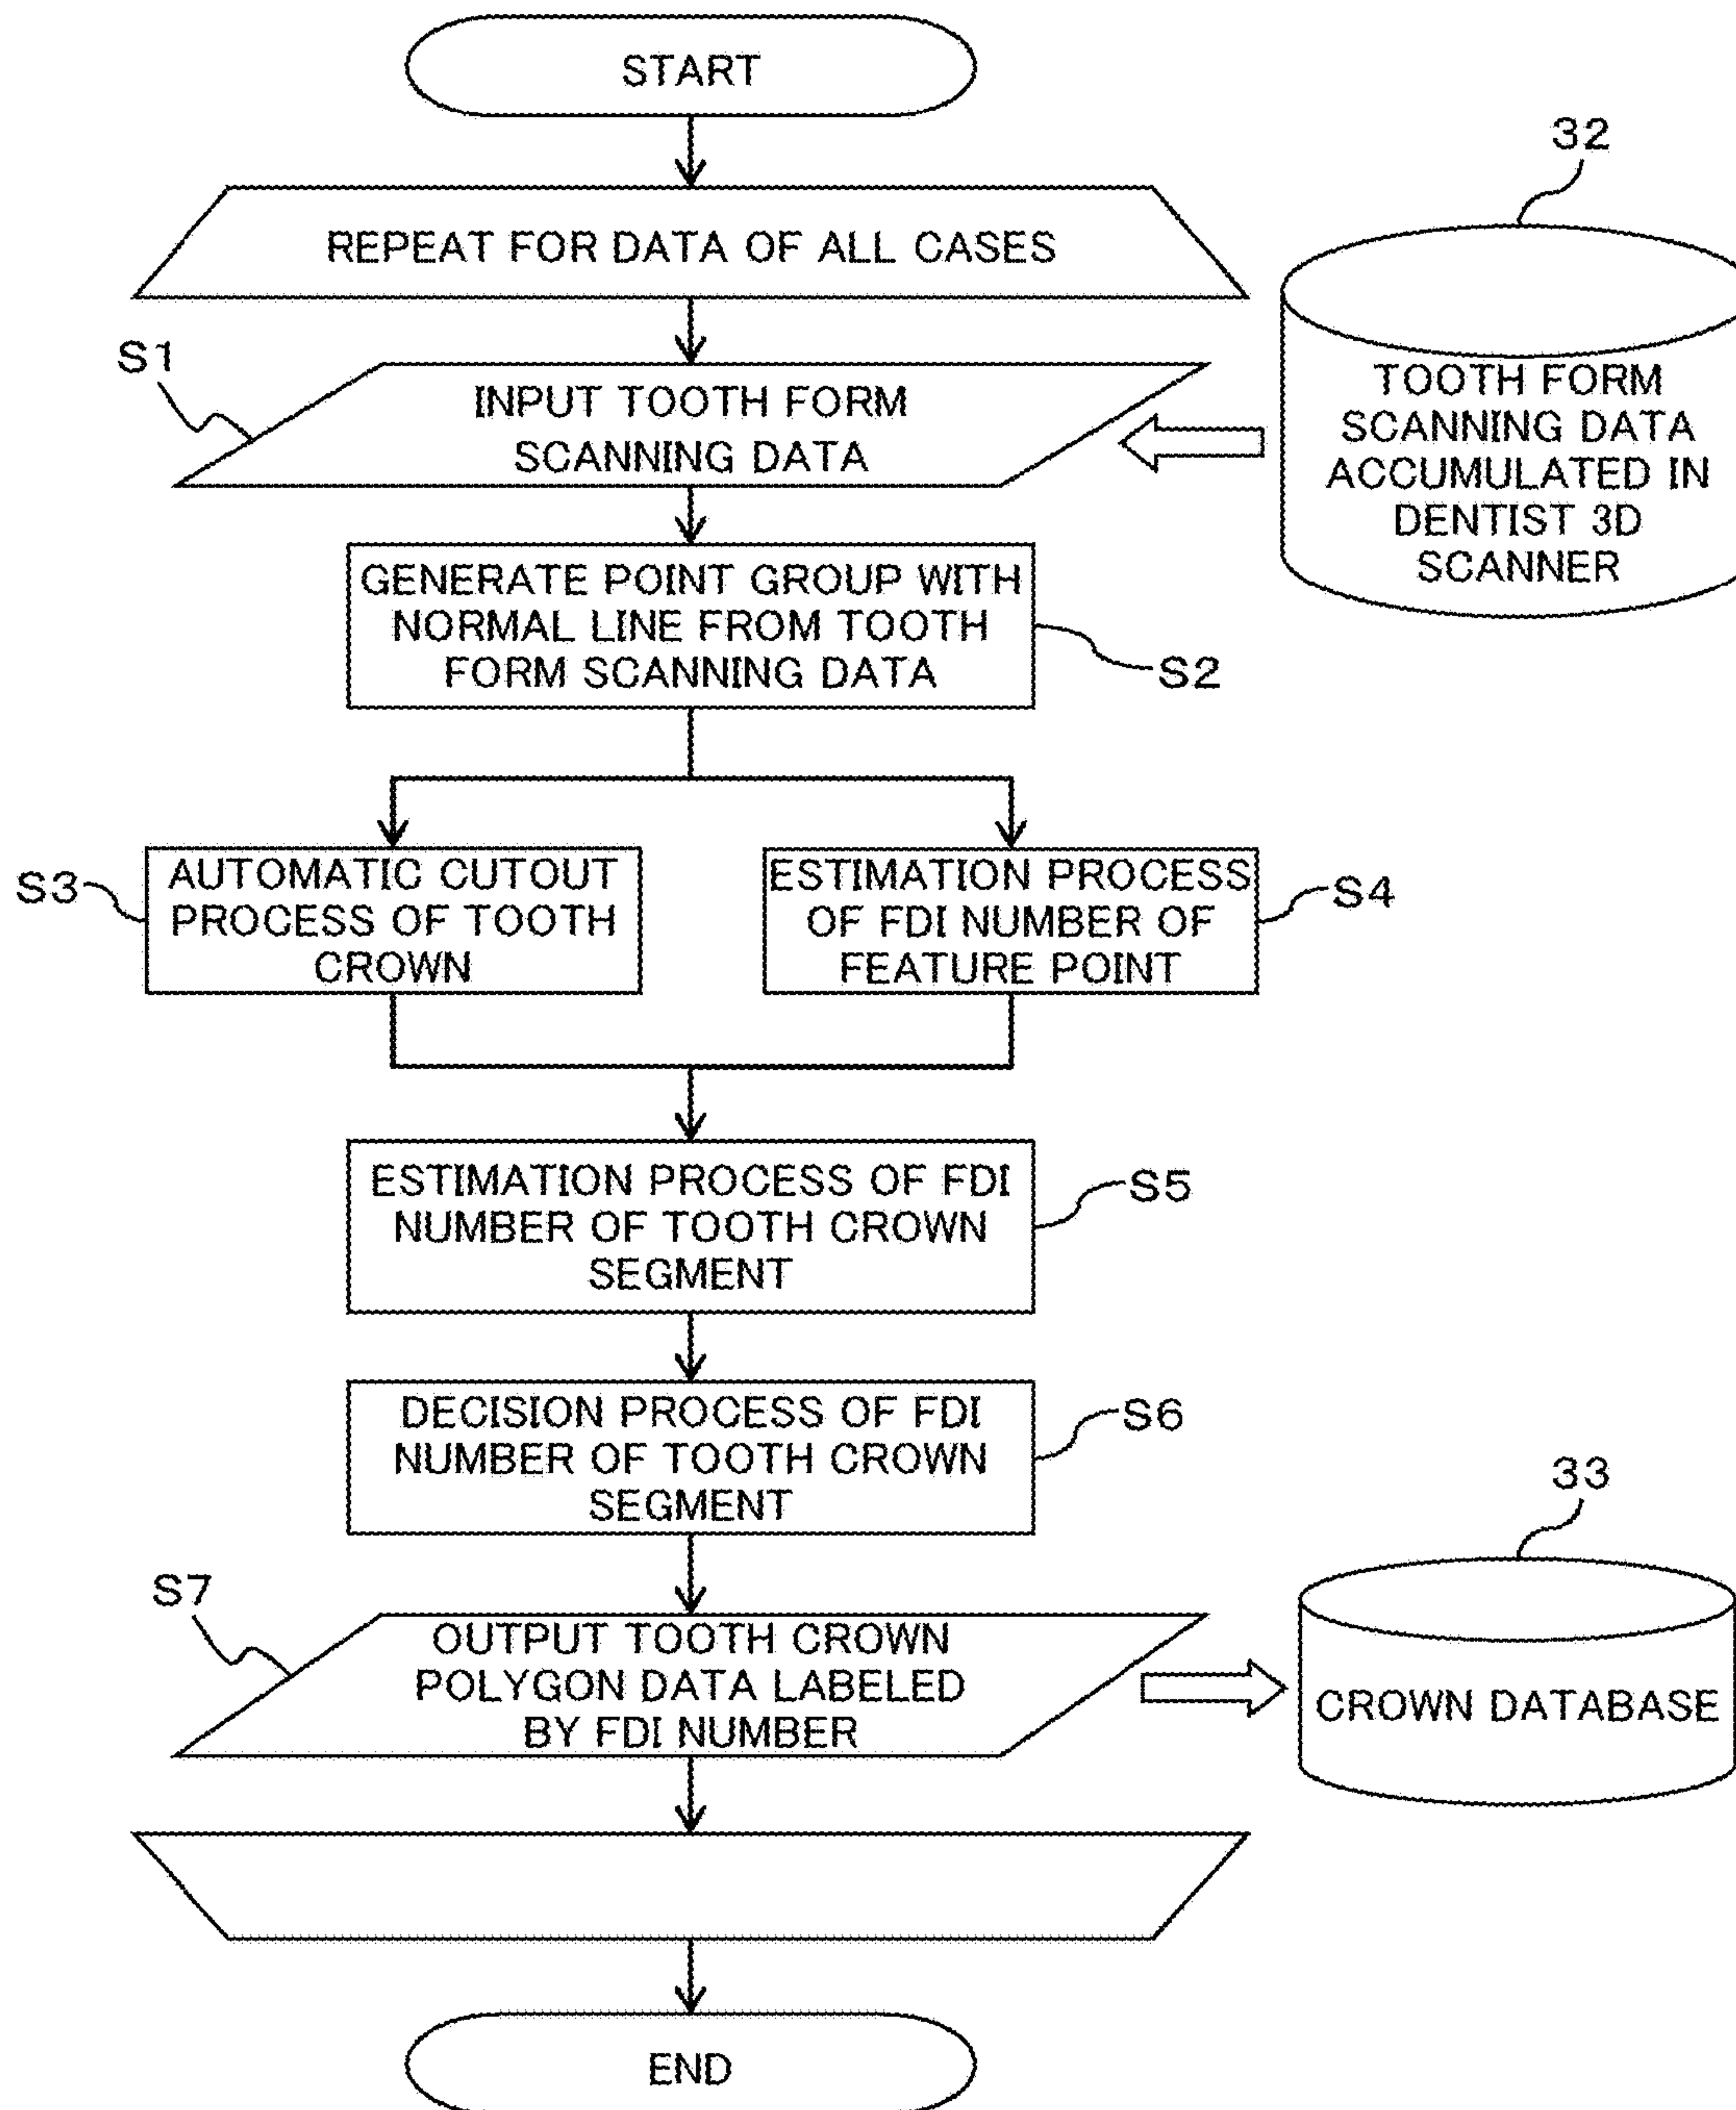 START
REPEAT FOR DATA OF ALL CASES
32
S1
INPUT TOOTH FORM
SCANNING DATA
TOOTH FORM
SCANNING DATA
ACCUMULATED IN
DENTIST 3D
SCANNER
GENERATE POINT GROUP WITH
NORMAL LINE FROM TOOTH
FORM SCANNING DATA
S2
S3
AUTOMATIC CUTOUT
PROCESS OF TOOTH
CROWN
ESTIMATION PROCESS
OF FDI NUMBER OF
FEATURE POINT
S4
ESTIMATION PROCESS OF FDI
NUMBER OF TOOTH CROWN
SEGMENT
S5
DECISION PROCESS OF FDI
NUMBER OF TOOTH CROWN
SEGMENT
S6
33
S7
OUTPUT TOOTH CROWN
POLYGON DATA LABELED
BY FDI NUMBER
CROWN DATABASE
END